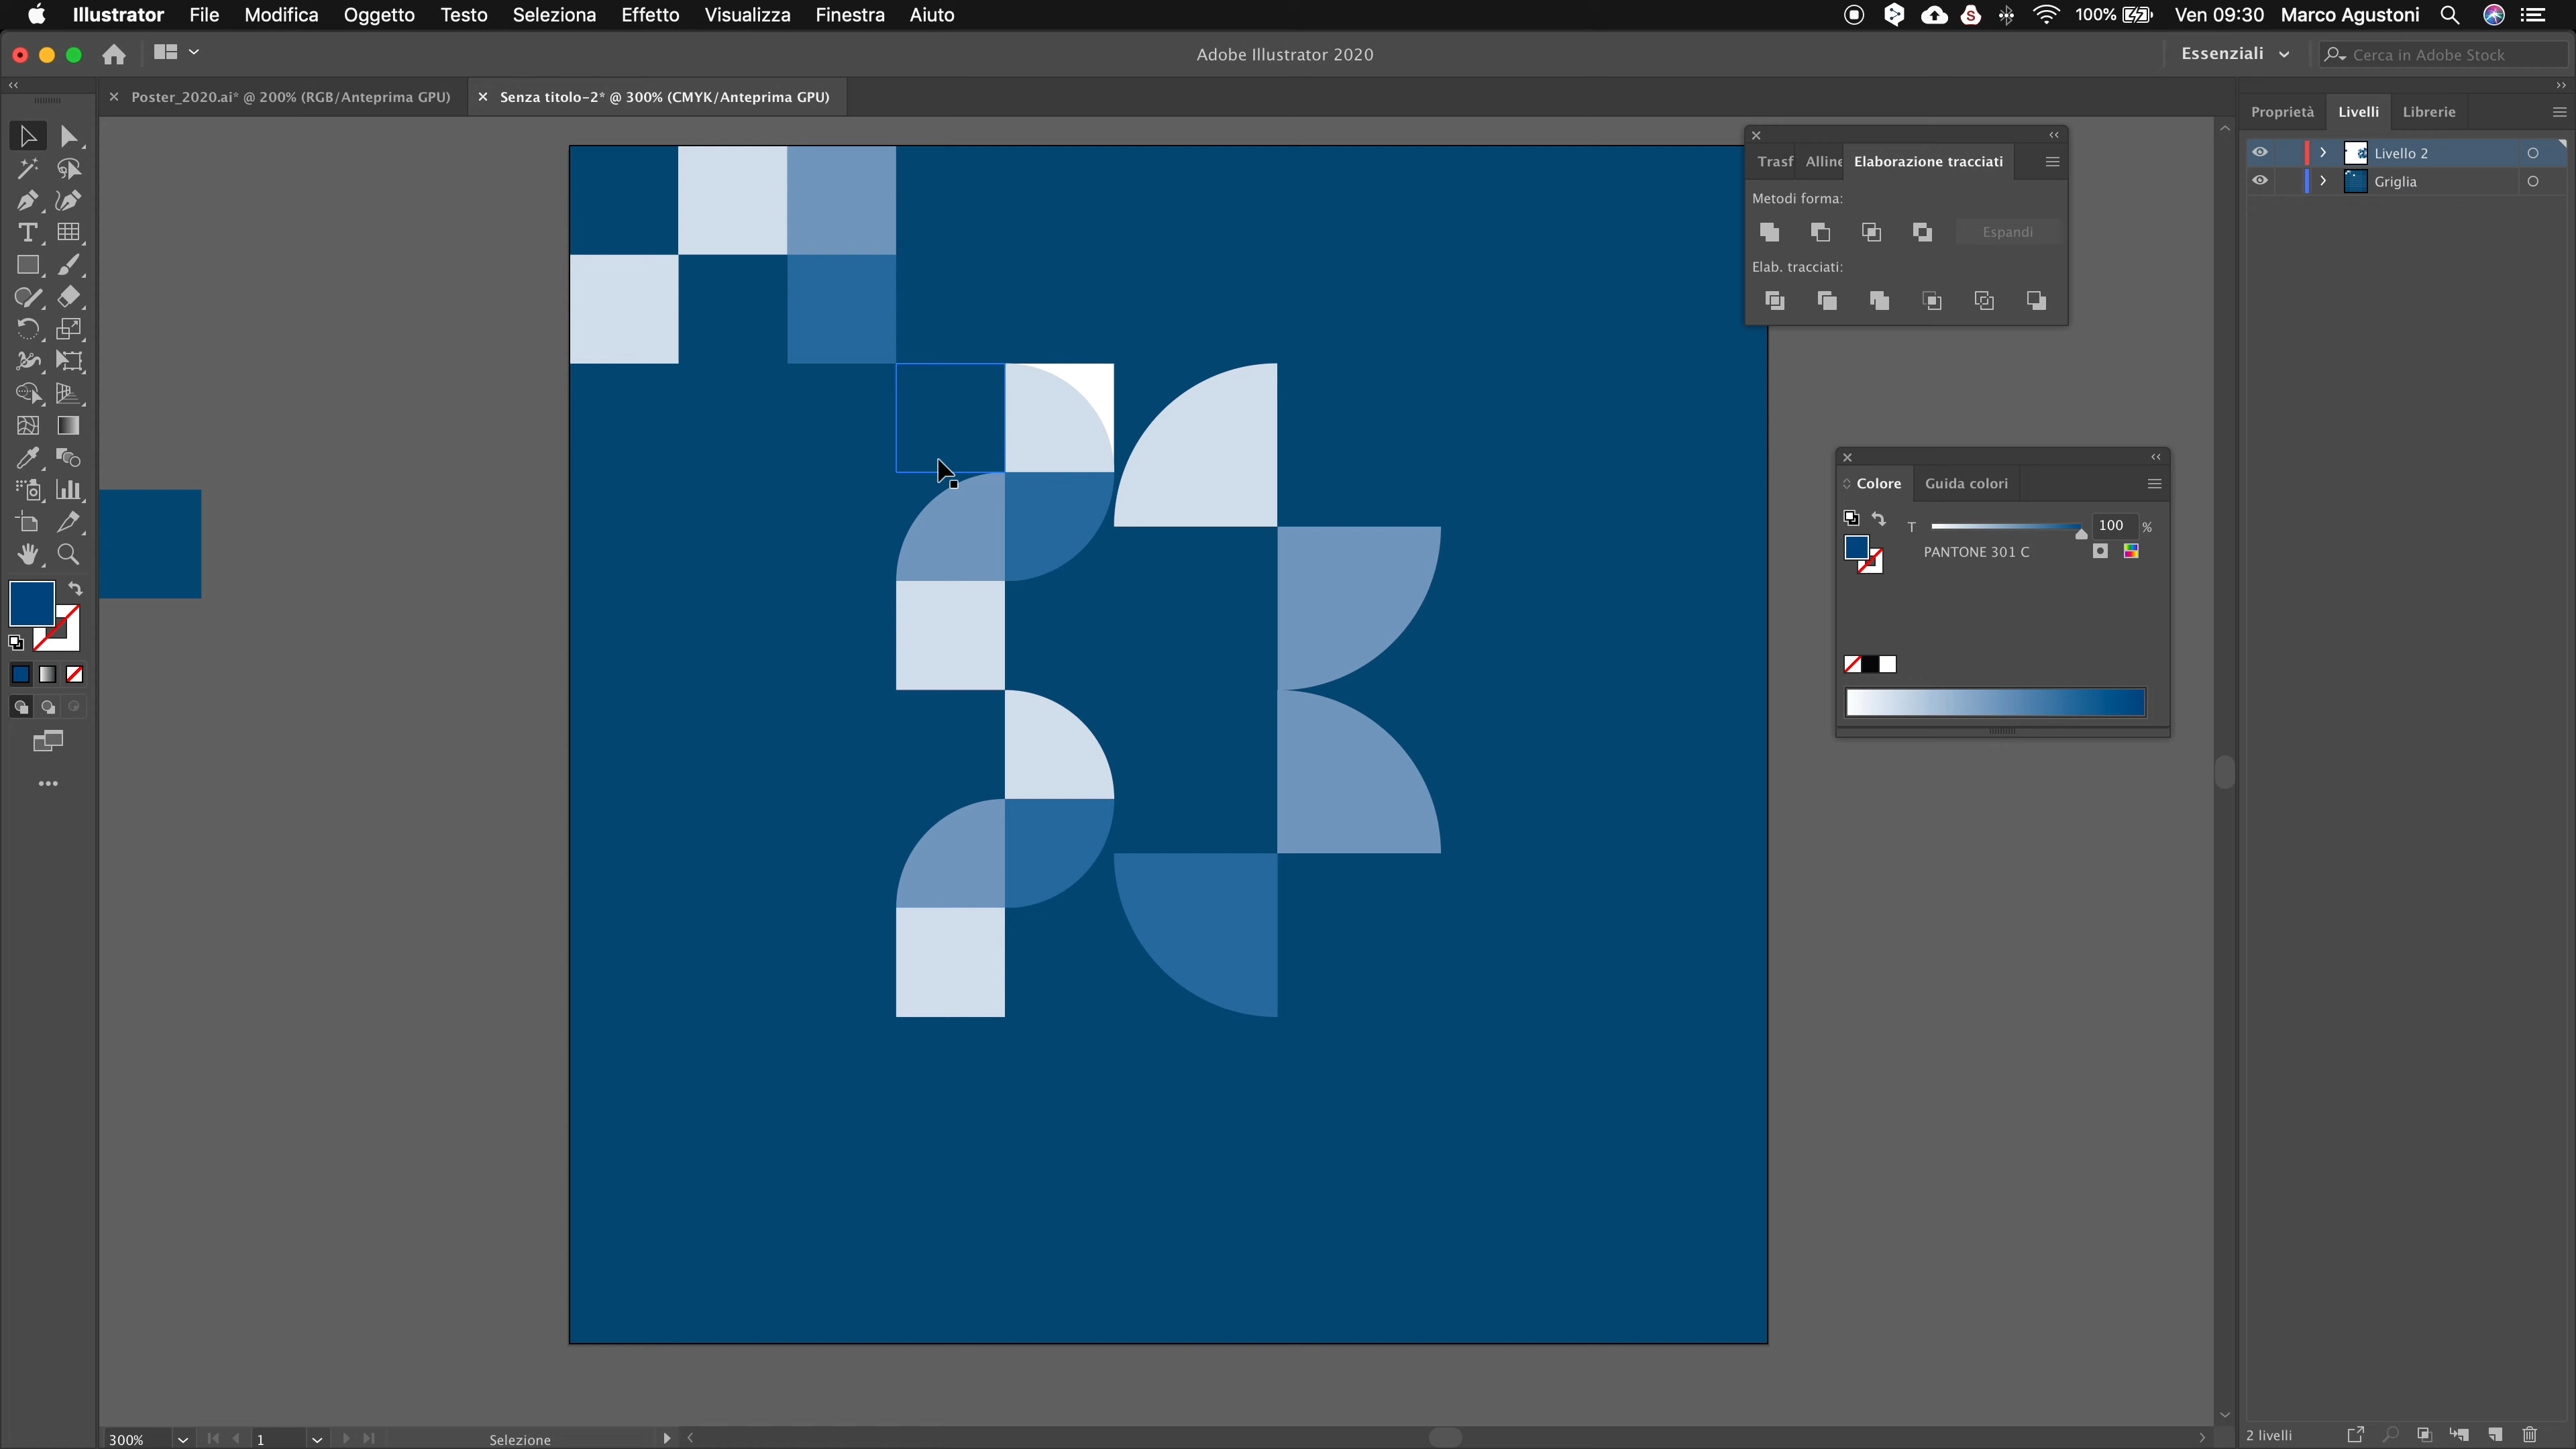 Illustrator File Modifica Oggetto Testo Seleziona Effetto Visualizza Finestra Aiuto 100% Ven 09:30 Marco Agustoni
Adobe Illustrator 2020 Essenziali Cerca in Adobe Stock
Poster_2020.ai* @ 200% (RGB/Anteprima GPU) Senza titolo-2* @ 300% (CMYK/Anteprima GPU)
Proprietà Livelli Librerie
Trasf Alline Elaborazione tracciati
Livello 2
Griglia
Metodi forma:
Espandi
Elab. tracciati:
Colore Guida colori
T 100 %
PANTONE 301 C
300% 1 Selezione
2 livelli